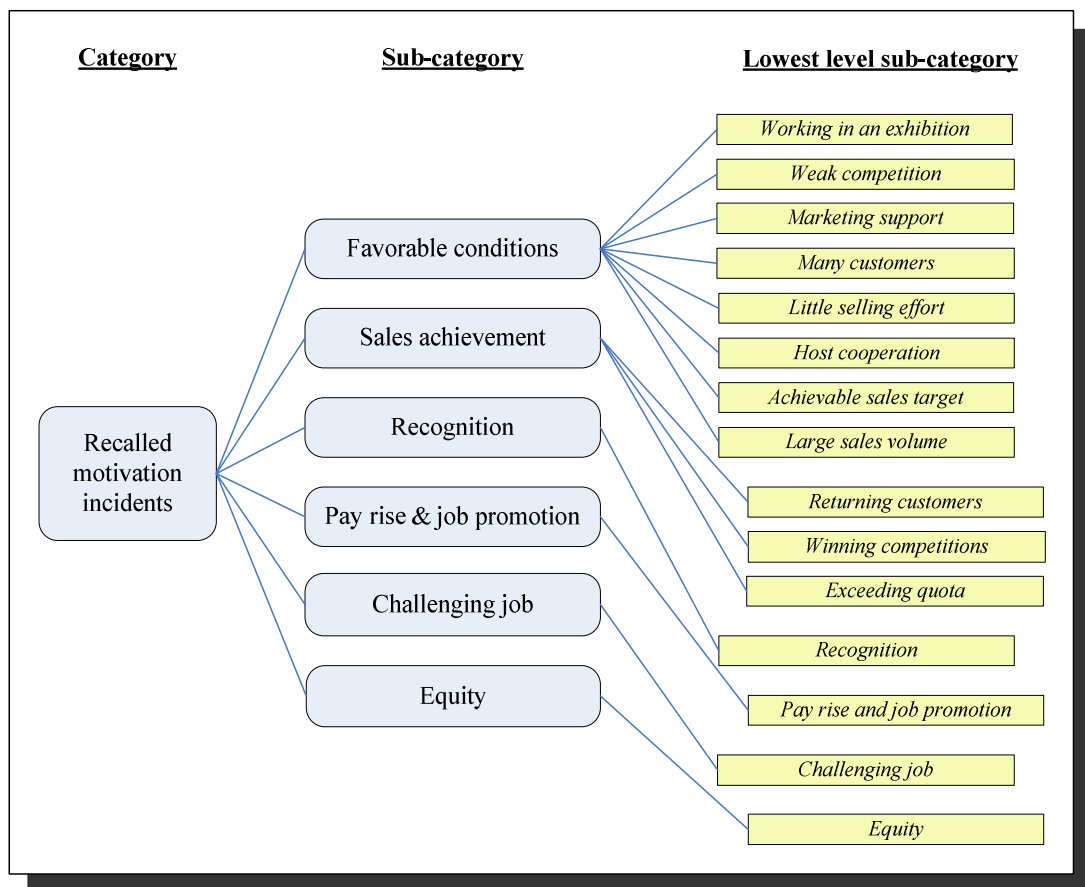 Category
Sub-category
Lowest level sub-category
Recalled
motivation
incidents
Favorable conditions
Sales achievement
Recognition
Pay rise & job promotion
Challenging job
Equity
Working in an exhibition
Weak competition
Marketing support
Many customers
Little selling effort
Host cooperation
Achievable sales target
Large sales volume
Returning customers
Winning competitions
Exceeding quota
Recognition
Pay rise and job promotion
Challenging job
Equity